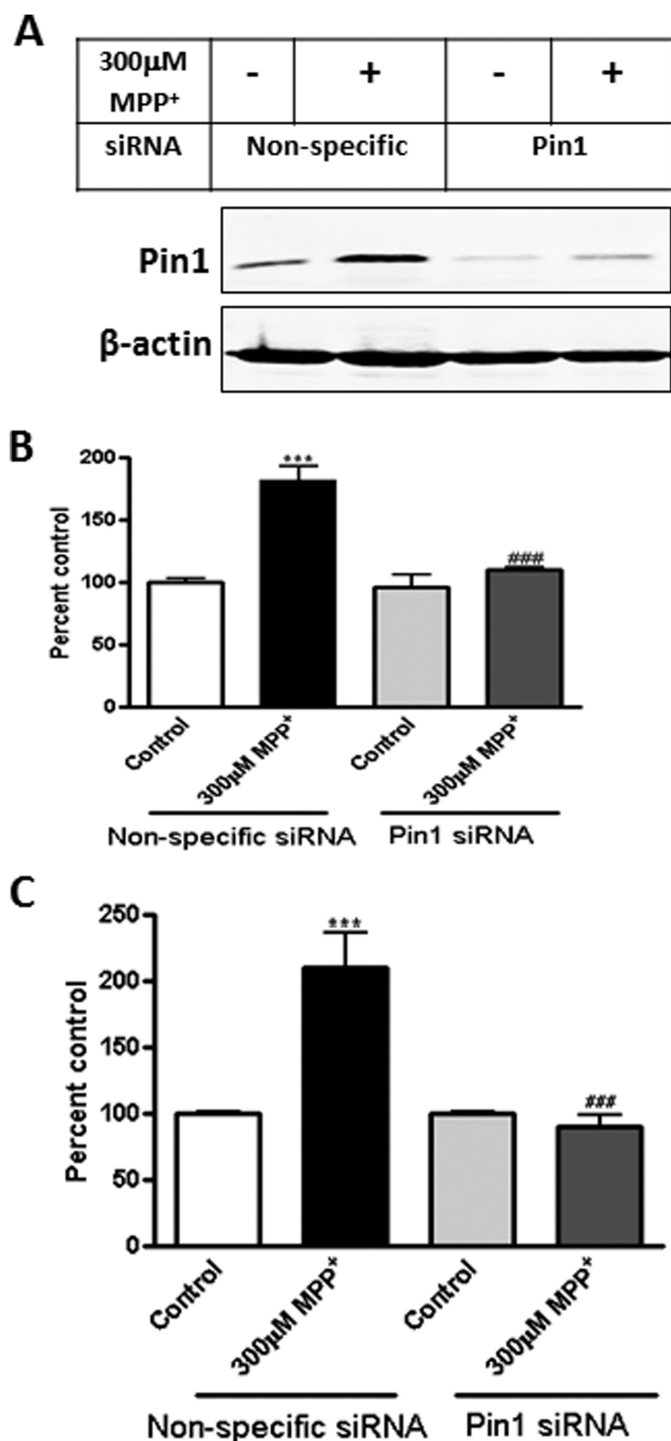 A
300μM - + - +
MPP⁺
siRNA Non-specific Pin1
Pin1
β-actin
B
Percent control
200
150
100
50
0
***
###
Control
300μM MPP⁺
Control
300μM MPP⁺
Non-specific siRNA Pin1 siRNA
C
Percent control
250
200
150
100
50
0
***
###
Control
300μM MPP⁺
Control
300μM MPP⁺
Non-specific siRNA Pin1 siRNA